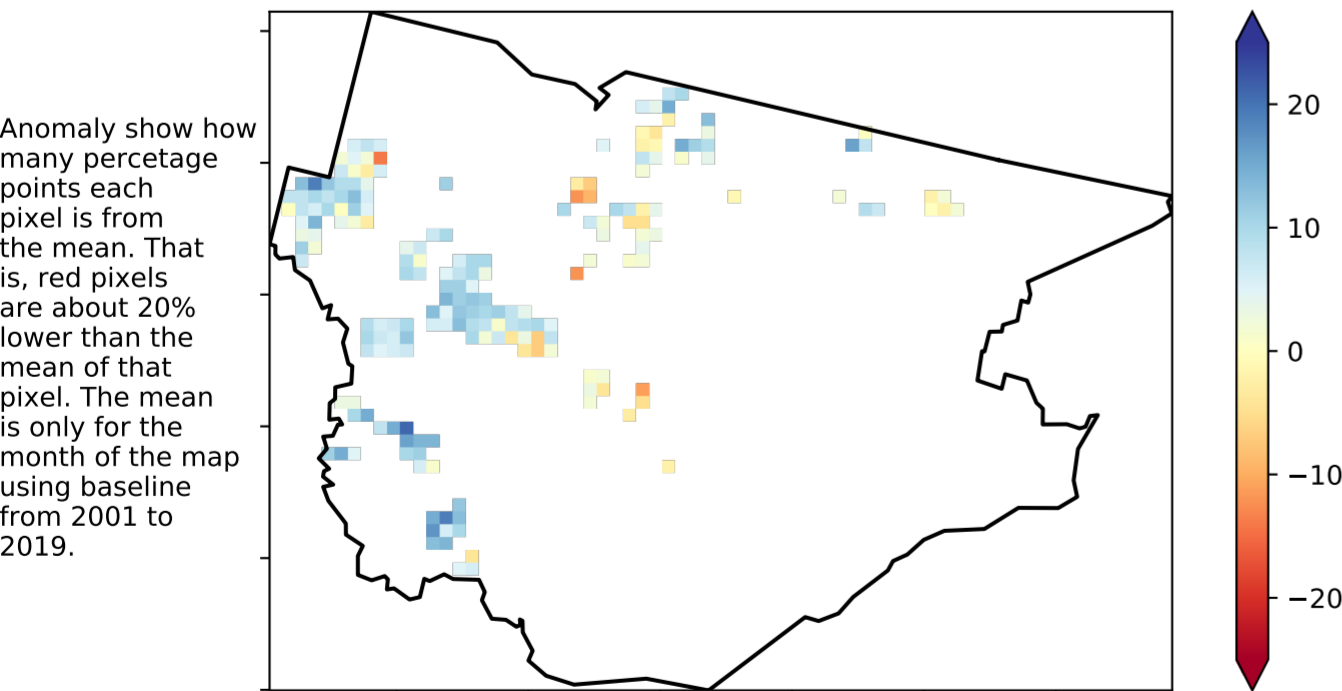 Anomaly show how
many percetage
points each
pixel is from
the mean. That
is, red pixels
are about 20%
lower than the
mean of that
pixel. The mean
is only for the
month of the map
using baseline
from 2001 to
2019.
20
10
0
−10
−20